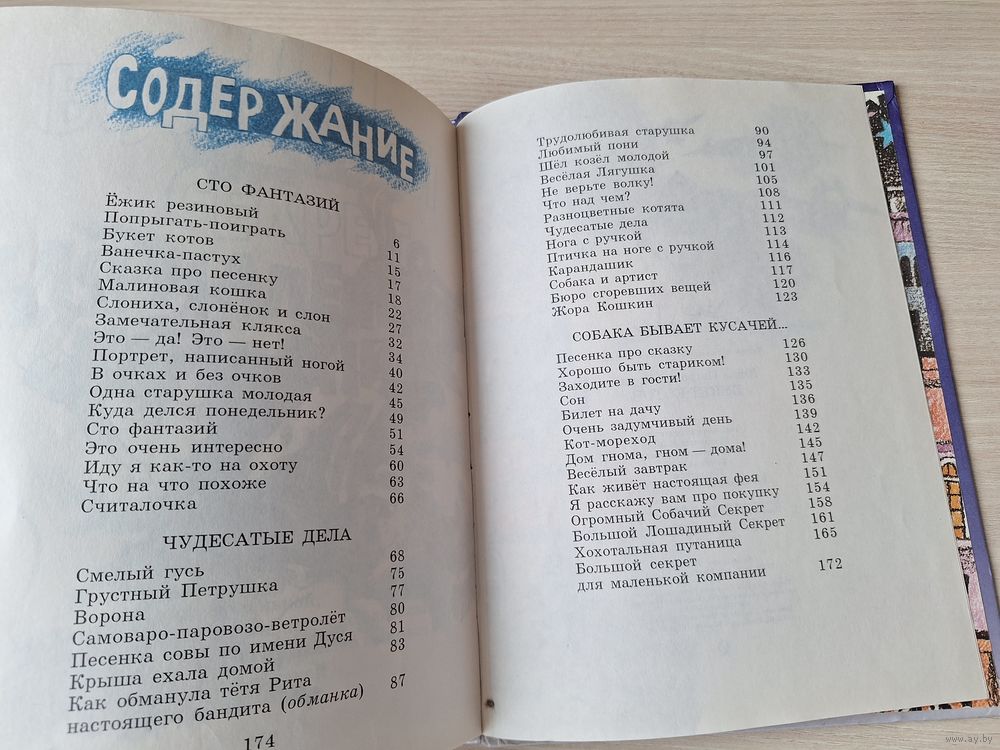 СОДЕРЖАНИЕ
СТО ФАНТАЗИЙ
Ёжик резиновый 6
Попрыгать-поиграть 11
Букет котов 15
Ванечка-пастух 17
Сказка про песенку 18
Малиновая кошка 22
Слониха, слонёнок и слон 27
Замечательная клякса 32
Это — да! Это — нет! 34
Портрет, написанный ногой 40
В очках и без очков 42
Одна старушка молодая 45
Куда делся понедельник? 49
Сто фантазий 51
Это очень интересно 54
Иду я как-то на охоту 60
Что на что похоже 63
Считалочка 66
ЧУДЕСАТЫЕ ДЕЛА
Смелый гусь 68
Грустный Петрушка 75
Ворона 77
Самоваро-паровозо-ветролёт 80
Песенка совы по имени Дуся 81
Крыша ехала домой 83
Как обманула тётя Рита
настоящего бандита (обманка) 87
174
Трудолюбивая старушка 90
Любимый пони 94
Шёл козёл молодой 97
Весёлая Лягушка 101
Не верьте волку! 105
Что над чем? 108
Разноцветные котята 111
Чудесатые дела 112
Нога с ручкой 113
Птичка на ноге с ручкой 114
Карандашик 116
Собака и артист 117
Бюро сгоревших вещей 120
Жора Кошкин 123
СОБАКА БЫВАЕТ КУСАЧЕЙ...
Песенка про сказку 126
Хорошо быть стариком! 130
Заходите в гости! 133
Сон 135
Билет на дачу 136
Очень задумчивый день 139
Кот-мореход 142
Дом гнома, гном — дома! 145
Весёлый завтрак 147
Как живёт настоящая фея 151
Я расскажу вам про покупку 154
Огромный Собачий Секрет 158
Большой Лошадиный Секрет 161
Хохотальная путаница 165
Большой секрет
для маленькой компании 172
www.ay.by